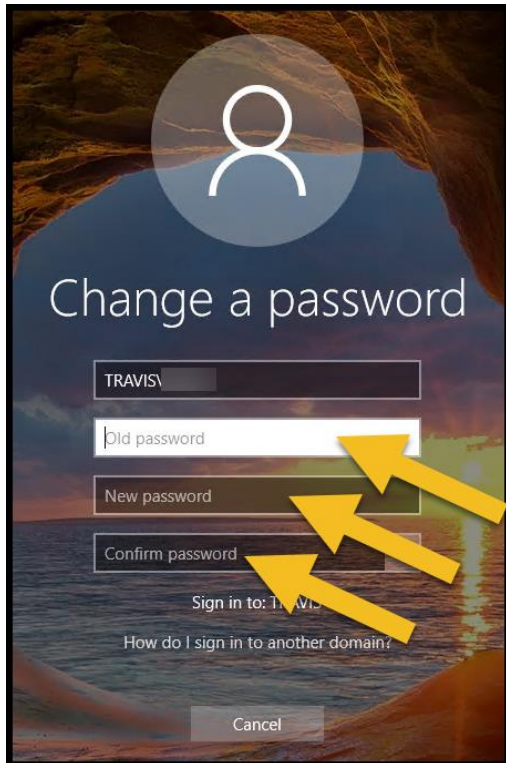 Change a password
TRAVIS\
Old password
New password
Confirm password
Sign in to: TRAVIS
How do I sign in to another domain?
Cancel